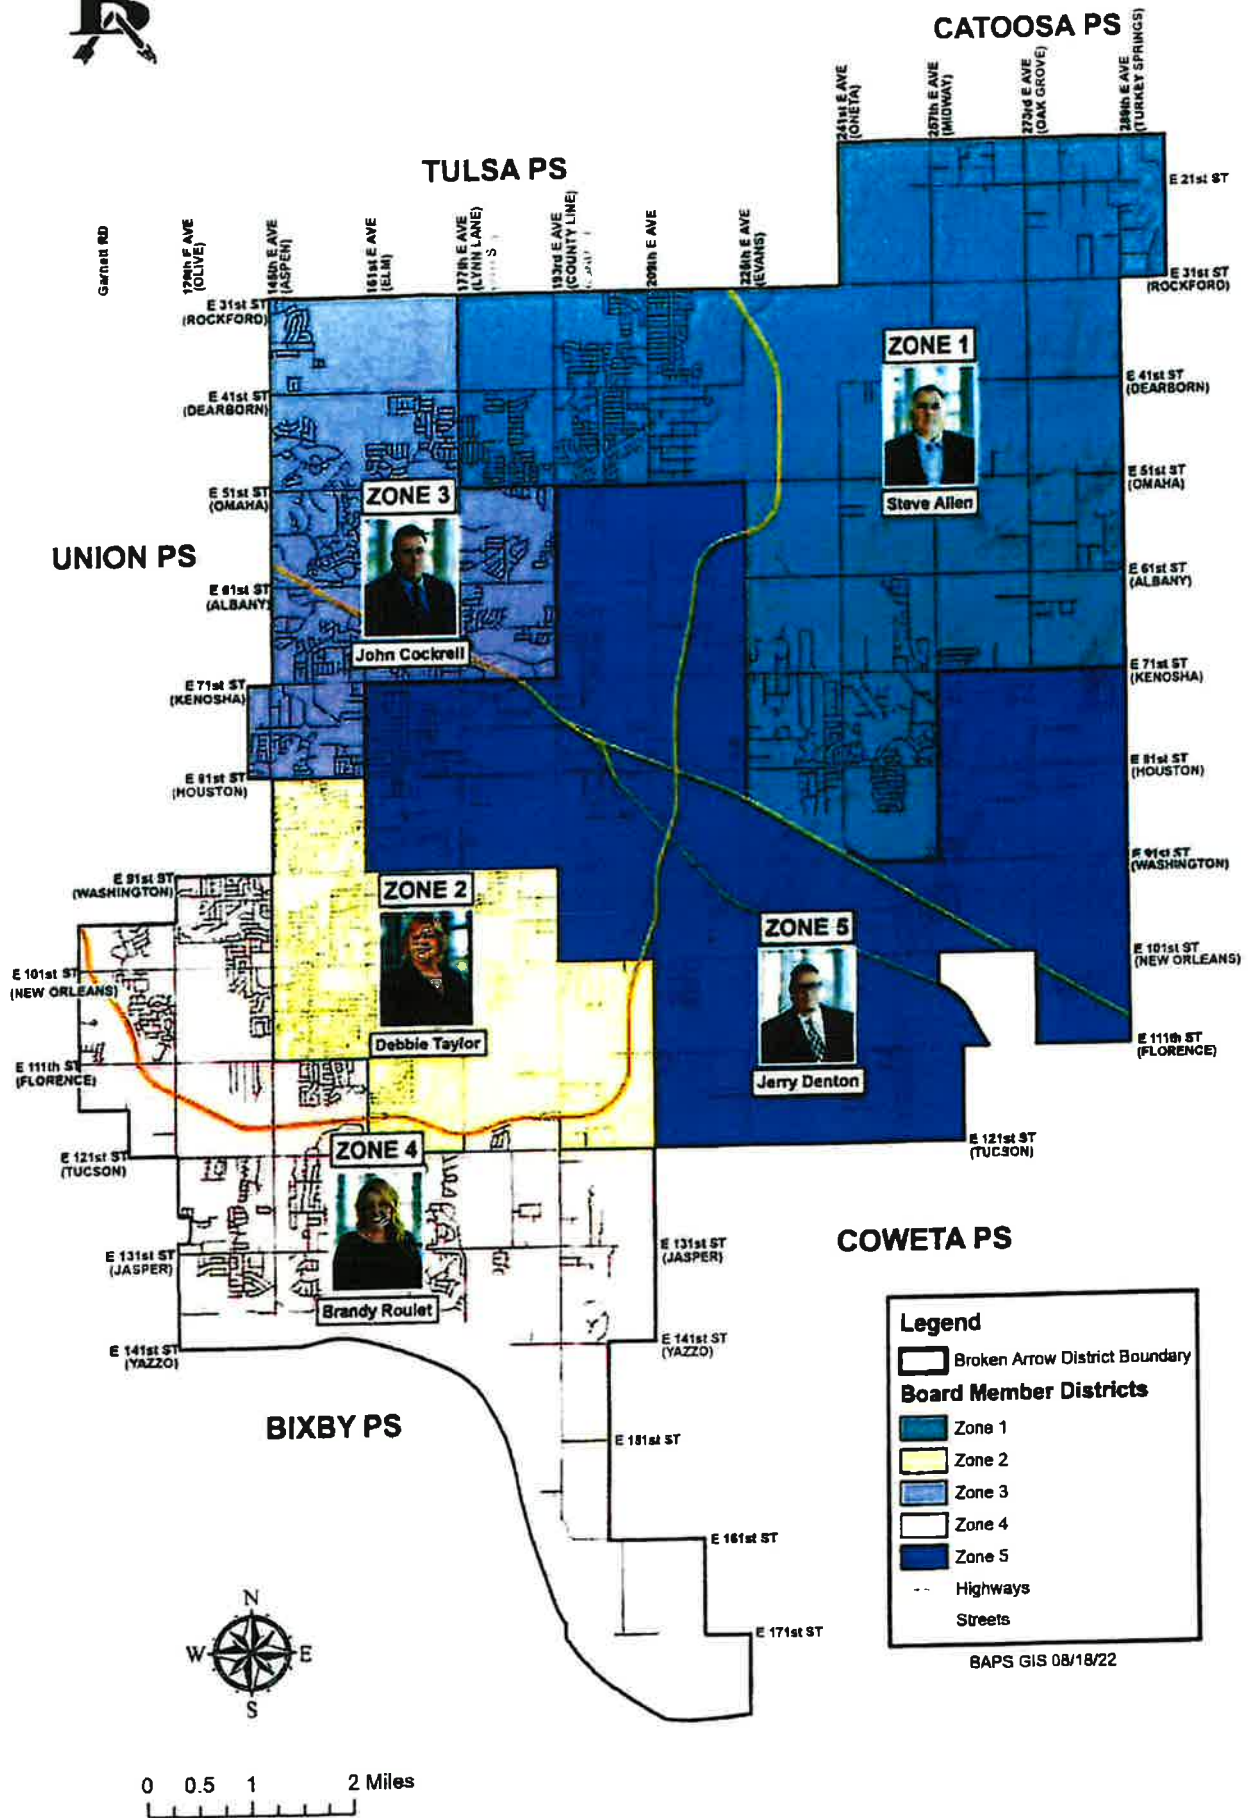 CATOOSA PS
241st E AVE
(ONETA)
257th E AVE
(MIDWAY)
273rd E AVE
(OAK GROVE)
289th E AVE
(TURKEY SPRINGS)
TULSA PS
E 21st ST
Garnett RD
(OLIVE)
145th E AVE
(ASPEN)
161st E AVE
(ELM)
177th E AVE
(LYNN LANE)
193rd E AVE
(COUNTY LINE)
209th E AVE
225th E AVE
(EVANS)
E 31st ST
(ROCKFORD)
E 31st ST
(ROCKFORD)
ZONE 1
E 41st ST
(DEARBORN)
E 41st ST
(DEARBORN)
E 51st ST
(OMAHA)
ZONE 3
E 51st ST
(OMAHA)
Steve Allen
UNION PS
E 61st ST
(ALBANY)
E 61st ST
(ALBANY)
John Cockrell
E 71st ST
(KENOSHA)
E 71st ST
(KENOSHA)
E 81st ST
(HOUSTON)
E 81st ST
(HOUSTON)
E 91st ST
(WASHINGTON)
E 91st ST
(WASHINGTON)
ZONE 2
ZONE 5
E 101st ST
(NEW ORLEANS)
E 101st ST
(NEW ORLEANS)
Debbie Taylor
E 111th ST
(FLORENCE)
E 111th ST
(FLORENCE)
Jerry Denton
ZONE 4
E 121st ST
(TUCSON)
E 121st ST
(TUCSON)
COWETA PS
E 131st ST
(JASPER)
E 131st ST
(JASPER)
Brandy Roulet
E 141st ST
(YAZZO)
E 141st ST
(YAZZO)
BIXBY PS
E 151st ST
E 161st ST
E 171st ST
Legend
Broken Arrow District Boundary
Board Member Districts
Zone 1
Zone 2
Zone 3
Zone 4
Zone 5
Highways
Streets
BAPS GIS 08/18/22
N
W
E
S
0 0.5 1 2 Miles